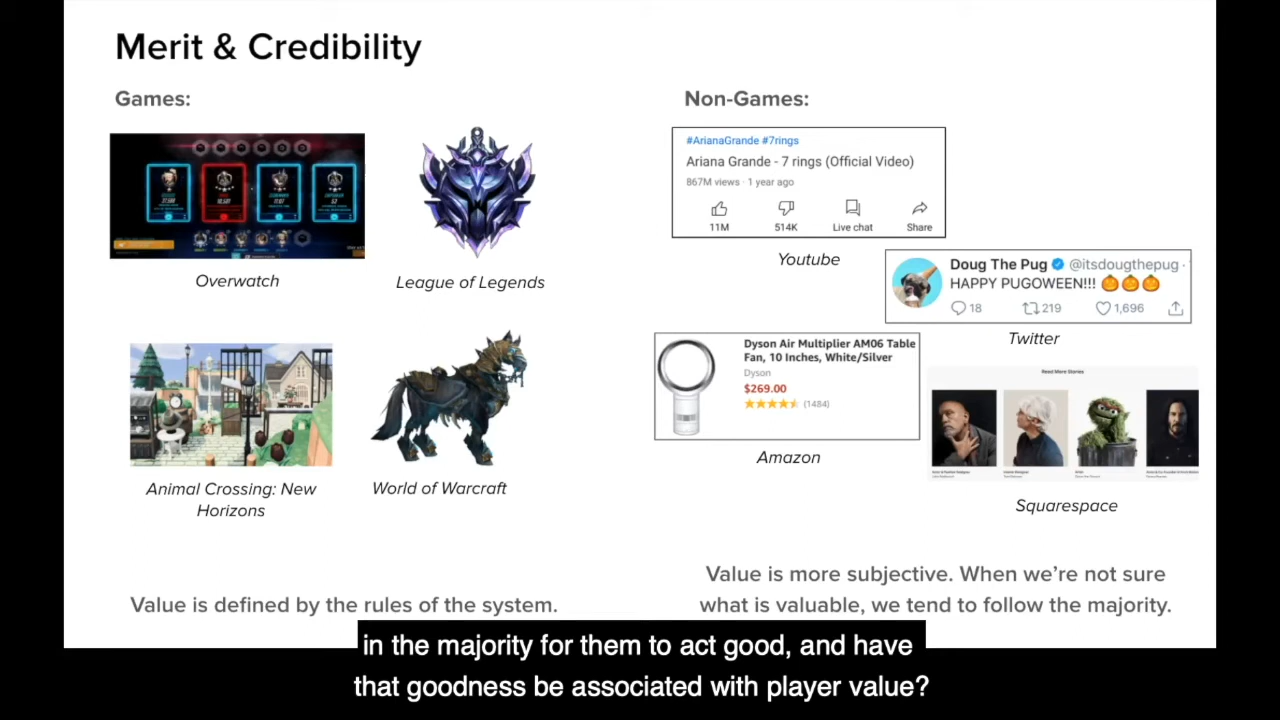 Merit & Credibility
Games:
Non-Games:
Overwatch
League of Legends
Animal Crossing: New
Horizons
World of Warcraft
#ArianaGrande #7rings
Ariana Grande - 7 rings (Official Video)
867M views · 1 year ago
11M
514K
Live chat
Share
Youtube
Doug The Pug @itsdougthepug ·
HAPPY PUGOWEEN!!! 🎃🎃🎃
18
219
1,696
Twitter
Dyson Air Multiplier AM06 Table
Fan, 10 Inches, White/Silver
Dyson
$269.00
(1484)
Amazon
Read More Stories
Squarespace
Value is defined by the rules of the system.
Value is more subjective. When we’re not sure
what is valuable, we tend to follow the majority.
in the majority for them to act good, and have
that goodness be associated with player value?